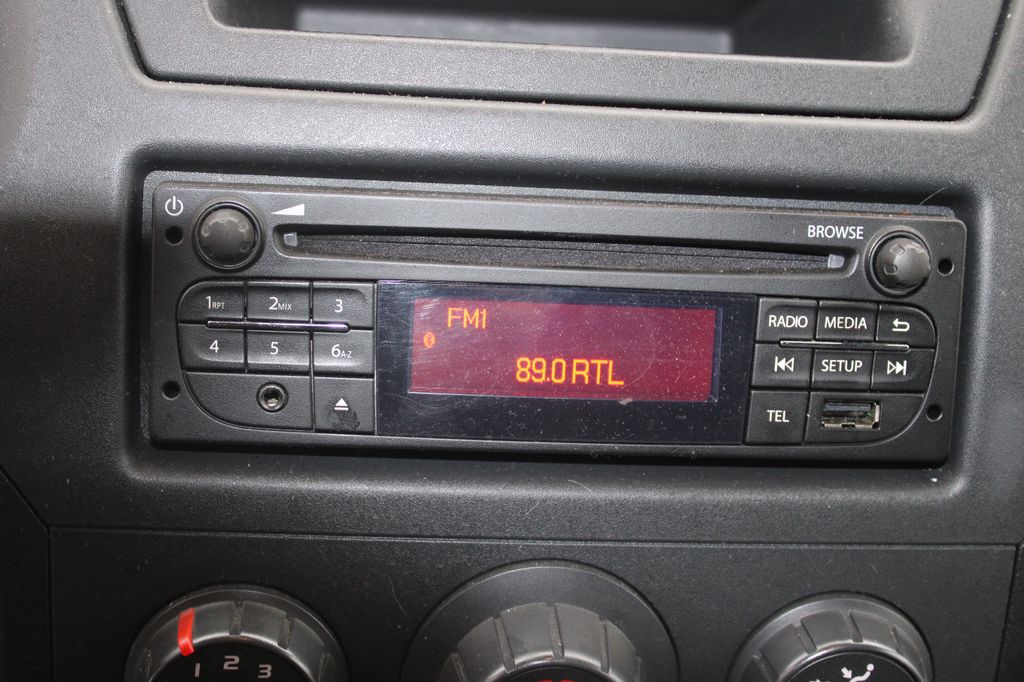 BROWSE
1RPT 2MIX 3
4 5 6A-Z
FM1
89.0 RTL
RADIO MEDIA
SETUP
TEL
1 2 3